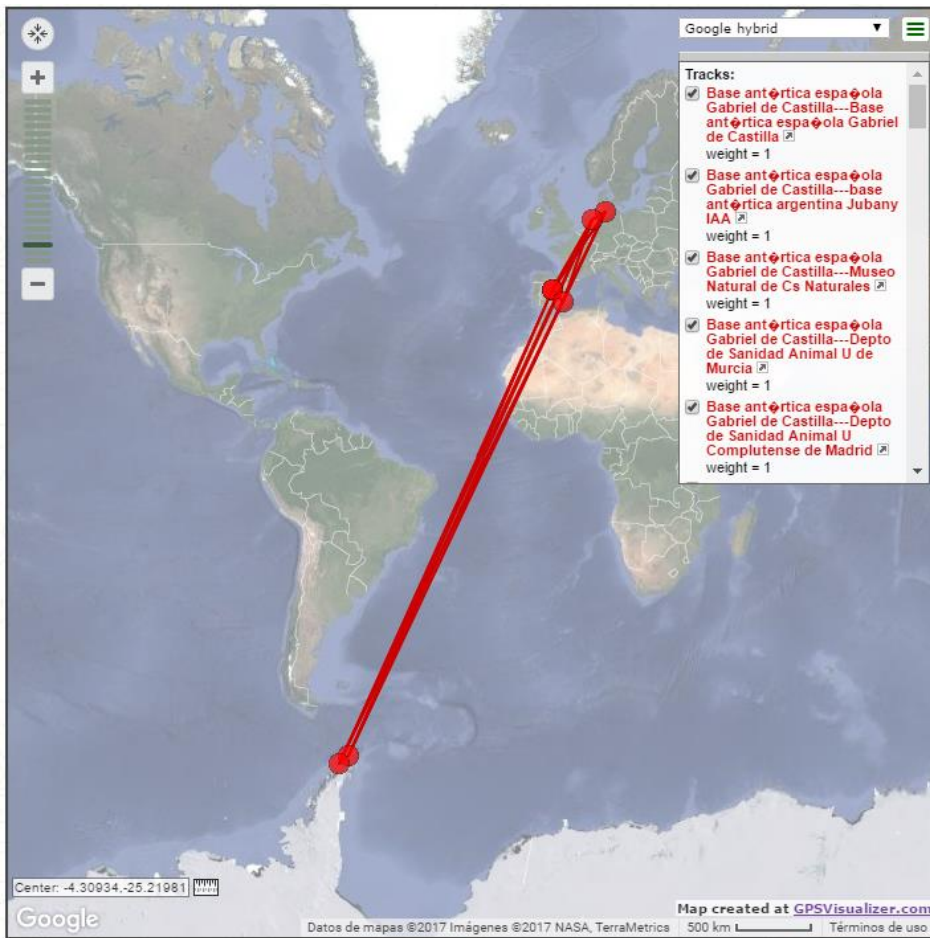 Google hybrid
Tracks:
Base ant�rtica espa�ola
Gabriel de Castilla---Base
ant�rtica espa�ola Gabriel
de Castilla
weight = 1
Base ant�rtica espa�ola
Gabriel de Castilla---base
ant�rtica argentina Jubany
IAA
weight = 1
Base ant�rtica espa�ola
Gabriel de Castilla---Museo
Natural de Cs Naturales
weight = 1
Base ant�rtica espa�ola
Gabriel de Castilla---Depto
de Sanidad Animal U de
Murcia
weight = 1
Base ant�rtica espa�ola
Gabriel de Castilla---Depto
de Sanidad Animal U
Complutense de Madrid
weight = 1
Center: -4.30934,-25.21981
Map created at GPSVisualizer.com
Google
Datos de mapas ©2017 Imágenes ©2017 NASA, TerraMetrics 500 km Términos de uso